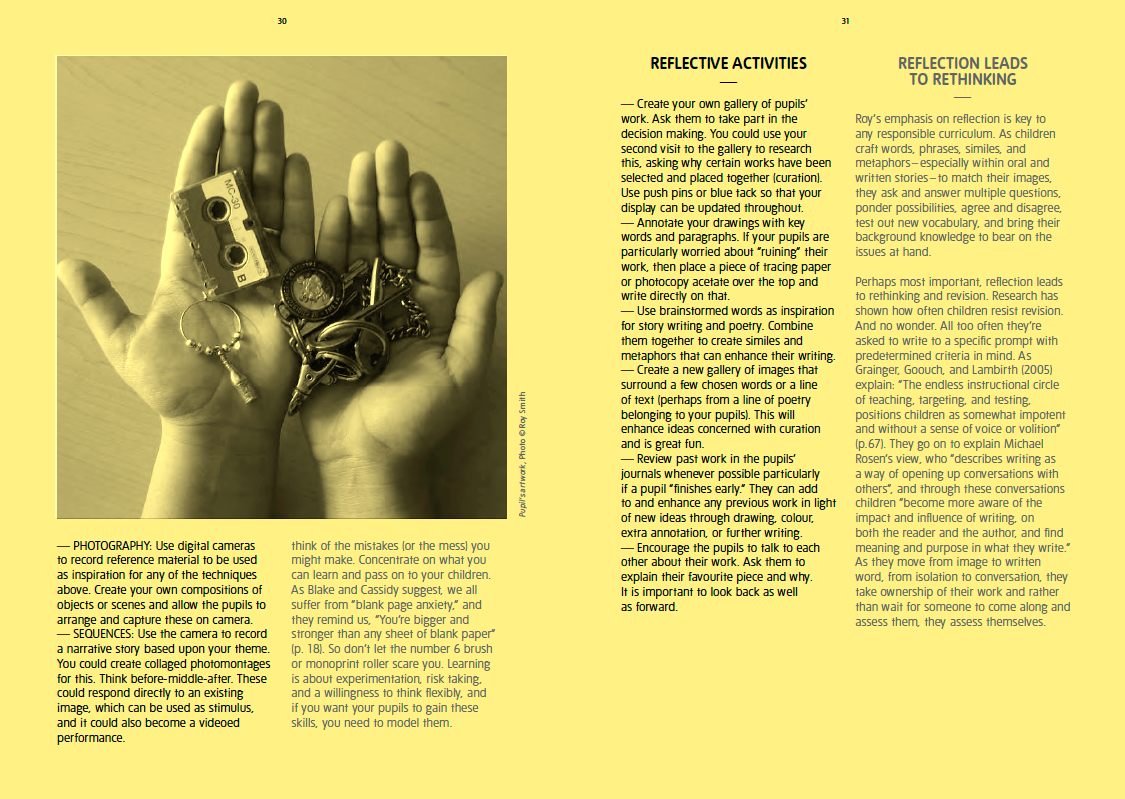 30
MC-30
B
Pupil's artwork, Photo © Roy Smith
— PHOTOGRAPHY: Use digital cameras
to record reference material to be used
as inspiration for any of the techniques
above. Create your own compositions of
objects or scenes and allow the pupils to
arrange and capture these on camera.
— SEQUENCES: Use the camera to record
a narrative story based upon your theme.
You could create collaged photomontages
for this. Think before-middle-after. These
could respond directly to an existing
image, which can be used as stimulus,
and it could also become a videoed
performance.
think of the mistakes (or the mess) you
might make. Concentrate on what you
can learn and pass on to your children.
As Blake and Cassidy suggest, we all
suffer from “blank page anxiety,” and
they remind us, “You’re bigger and
stronger than any sheet of blank paper”
(p. 18). So don’t let the number 6 brush
or monoprint roller scare you. Learning
is about experimentation, risk taking,
and a willingness to think flexibly, and
if you want your pupils to gain these
skills, you need to model them.
31
REFLECTIVE ACTIVITIES
— Create your own gallery of pupils’
work. Ask them to take part in the
decision making. You could use your
second visit to the gallery to research
this, asking why certain works have been
selected and placed together (curation).
Use push pins or blue tack so that your
display can be updated throughout.
— Annotate your drawings with key
words and paragraphs. If your pupils are
particularly worried about “ruining” their
work, then place a piece of tracing paper
or photocopy acetate over the top and
write directly on that.
— Use brainstormed words as inspiration
for story writing and poetry. Combine
them together to create similes and
metaphors that can enhance their writing.
— Create a new gallery of images that
surround a few chosen words or a line
of text (perhaps from a line of poetry
belonging to your pupils). This will
enhance ideas concerned with curation
and is great fun.
— Review past work in the pupils’
journals whenever possible particularly
if a pupil “finishes early.” They can add
to and enhance any previous work in light
of new ideas through drawing, colour,
extra annotation, or further writing.
— Encourage the pupils to talk to each
other about their work. Ask them to
explain their favourite piece and why.
It is important to look back as well
as forward.
REFLECTION LEADS
TO RETHINKING
Roy’s emphasis on reflection is key to
any responsible curriculum. As children
craft words, phrases, similes, and
metaphors–especially within oral and
written stories–to match their images,
they ask and answer multiple questions,
ponder possibilities, agree and disagree,
test out new vocabulary, and bring their
background knowledge to bear on the
issues at hand.
Perhaps most important, reflection leads
to rethinking and revision. Research has
shown how often children resist revision.
And no wonder. All too often they’re
asked to write to a specific prompt with
predetermined criteria in mind. As
Grainger, Goouch, and Lambirth (2005)
explain: “The endless instructional circle
of teaching, targeting, and testing,
positions children as somewhat impotent
and without a sense of voice or volition”
(p.67). They go on to explain Michael
Rosen’s view, who “describes writing as
a way of opening up conversations with
others”, and through these conversations
children “become more aware of the
impact and influence of writing, on
both the reader and the author, and find
meaning and purpose in what they write.”
As they move from image to written
word, from isolation to conversation, they
take ownership of their work and rather
than wait for someone to come along and
assess them, they assess themselves.